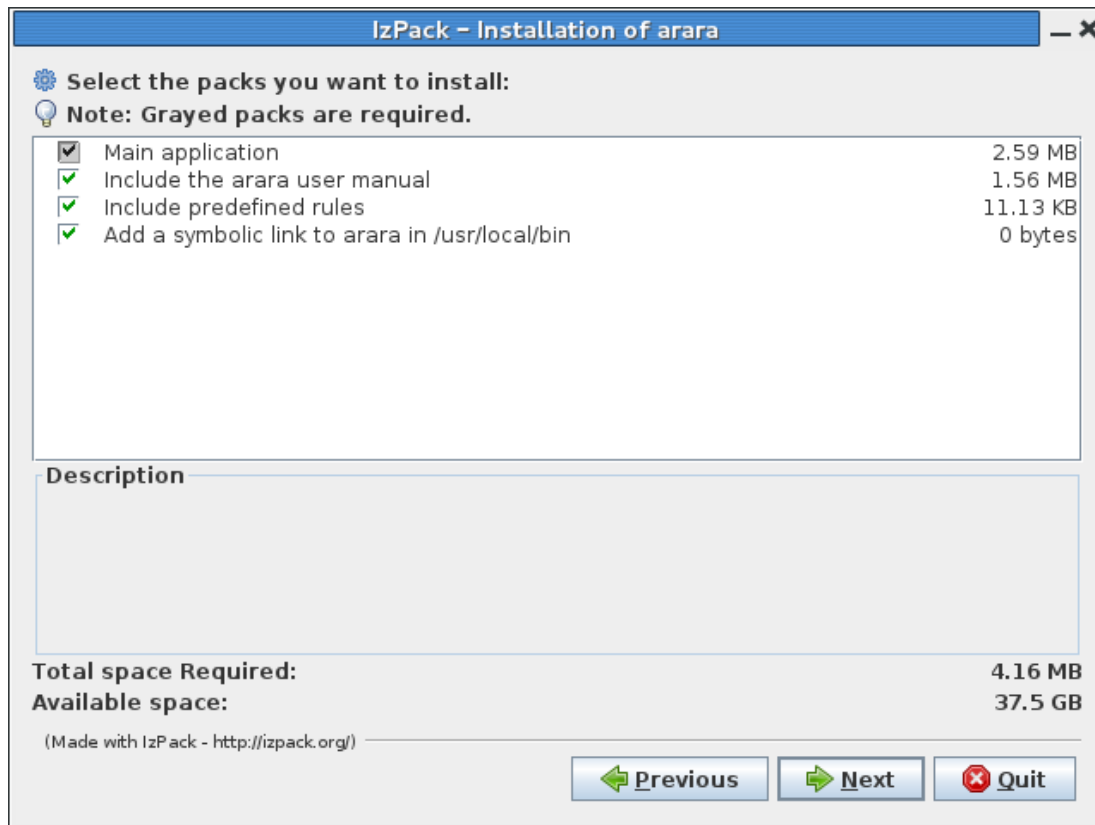 IzPack – Installation of arara
Select the packs you want to install:
Note: Grayed packs are required.
Main application 2.59 MB
Include the arara user manual 1.56 MB
Include predefined rules 11.13 KB
Add a symbolic link to arara in /usr/local/bin 0 bytes
Description
Total space Required: 4.16 MB
Available space: 37.5 GB
(Made with IzPack - http://izpack.org/)
Previous Next Quit